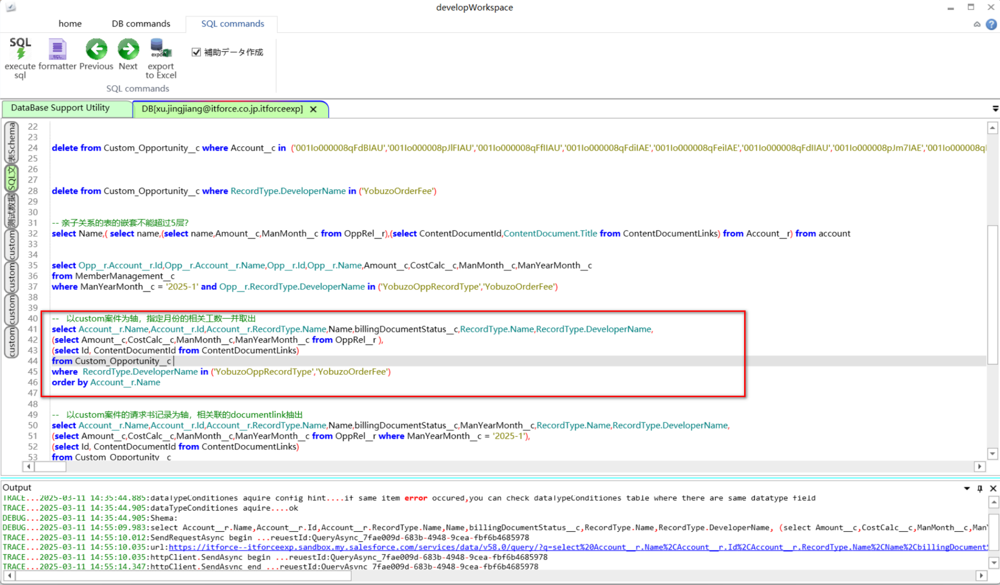 developWorkspace
home
DB commands
SQL commands
SQL
execute sql
SQL
formatter
Previous
Next
export
export to Excel
補助データ作成
SQL commands
DataBase Support Utility
DB[xu.jingjiang@itforce.co.jp.itforceexp]
表Schema
SQL文
测试数据
custom
custom
custom
custom
22
23
24 delete from Custom_Opportunity__c where Account__c in ('001Io000008qFdBIAU','001Io000008pJlFIAU','001Io000008qFfIIAU','001Io000008qFdiIAE','001Io000008qFeiIAE','001Io000008qFdIIAU','001Io000008pJm7IAE','001Io000008q
25
26
27
28 delete from Custom_Opportunity__c where RecordType.DeveloperName in ('YobuzoOrderFee')
29
30
31 -- 亲子关系的表的嵌套不能超过5层?
32 select Name,( select name,(select name,Amount__c,ManMonth__c from OppRel__r),(select ContentDocumentId,ContentDocument.Title from ContentDocumentLinks) from Account__r) from account
33
34
35 select Opp__r.Account__r.Id,Opp__r.Account__r.Name,Opp__r.Id,Opp__r.Name,Amount__c,CostCalc__c,ManMonth__c,ManYearMonth__c
36 from MemberManagement__c
37 where ManYearMonth__c = '2025-1' and Opp__r.RecordType.DeveloperName in ('YobuzoOppRecordType','YobuzoOrderFee')
38
39
40 -- 以custom案件为轴，指定月份的相关工数一并取出
41 select Account__r.Name,Account__r.Id,Account__r.RecordType.Name,Name,billingDocumentStatus__c,RecordType.Name,RecordType.DeveloperName,
42 (select Amount__c,CostCalc__c,ManMonth__c,ManYearMonth__c from OppRel__r ),
43 (select Id, ContentDocumentId from ContentDocumentLinks)
44 from Custom_Opportunity__c
45 where RecordType.DeveloperName in ('YobuzoOppRecordType','YobuzoOrderFee')
46 order by Account__r.Name
47
48
49 -- 以custom案件的请求书记录为轴，相关联的documentlink抽出
50 select Account__r.Name,Account__r.Id,Account__r.RecordType.Name,Name,billingDocumentStatus__c,ManYearMonth__c,RecordType.Name,RecordType.DeveloperName,
51 (select Amount__c,CostCalc__c,ManMonth__c,ManYearMonth__c from OppRel__r where ManYearMonth__c = '2025-1'),
52 (select Id, ContentDocumentId from ContentDocumentLinks)
53 from Custom_Opportunity__c
Output
TRACE...2025-03-11 14:35:44.885:dataTypeConditiones aquire config hint....if same item error occured,you can check dataTypeConditiones table where there are same datatype field
TRACE...2025-03-11 14:35:44.905:dataTypeConditiones aquire....ok
DEBUG...2025-03-11 14:35:44.905:Shema:
DEBUG...2025-03-11 14:55:09.983:select Account__r.Name,Account__r.Id,Account__r.RecordType.Name,Name,billingDocumentStatus__c,RecordType.Name,RecordType.DeveloperName, (select Amount__c,CostCalc__c,ManMonth__c,Man
TRACE...2025-03-11 14:55:10.012:SendRequestAsync begin ...reuestId:QueryAsync_7fae009d-683b-4948-9cea-fbf6b4685978
TRACE...2025-03-11 14:55:10.035:url:https://itforce--itforceexp.sandbox.my.salesforce.com/services/data/v58.0/query/?q=select%20Account__r.Name%2CAccount__r.Id%2CAccount__r.RecordType.Name%2CName%2CbillingDocument
TRACE...2025-03-11 14:55:10.035:httpClient.SendAsync begin ...reuestId:QueryAsync_7fae009d-683b-4948-9cea-fbf6b4685978
TRACE...2025-03-11 14:55:14.347:httpClient.SendAsync end ...reuestId:QueryAsync_7fae009d-683b-4948-9cea-fbf6b4685978